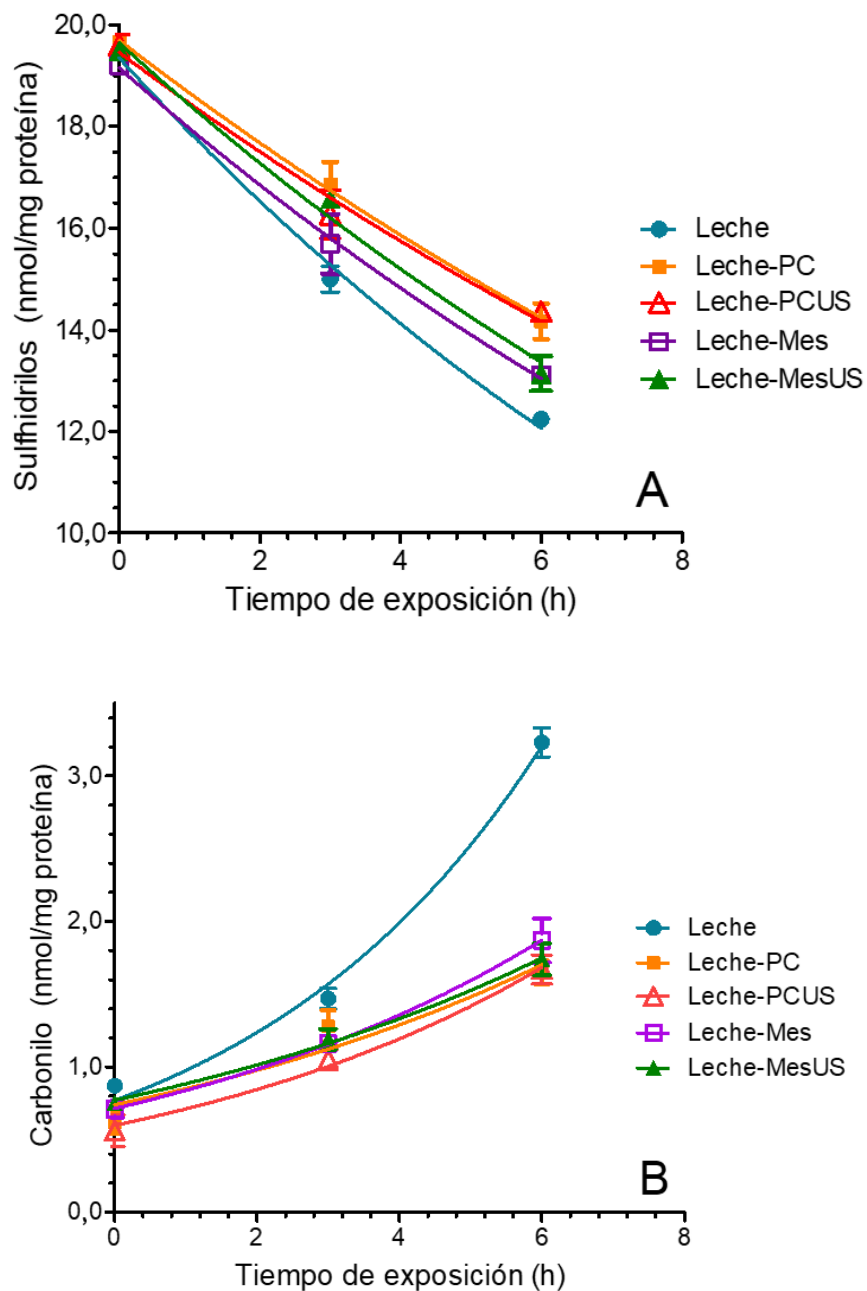 20,0
18,0
16,0
14,0
12,0
10,0
Sulfhidrilos (nmol/mg proteína)
0
2
4
6
8
Tiempo de exposición (h)
Leche
Leche-PC
Leche-PCUS
Leche-Mes
Leche-MesUS
A
3,0
2,0
1,0
0,0
Carbonilo (nmol/mg proteína)
0
2
4
6
8
Tiempo de exposición (h)
Leche
Leche-PC
Leche-PCUS
Leche-Mes
Leche-MesUS
B